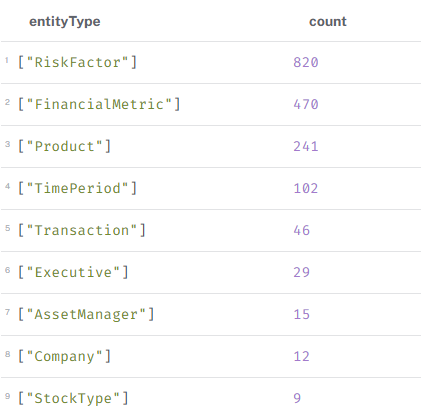 entityType count
1 ["RiskFactor"] 820
2 ["FinancialMetric"] 470
3 ["Product"] 241
4 ["TimePeriod"] 102
5 ["Transaction"] 46
6 ["Executive"] 29
7 ["AssetManager"] 15
8 ["Company"] 12
9 ["StockType"] 9